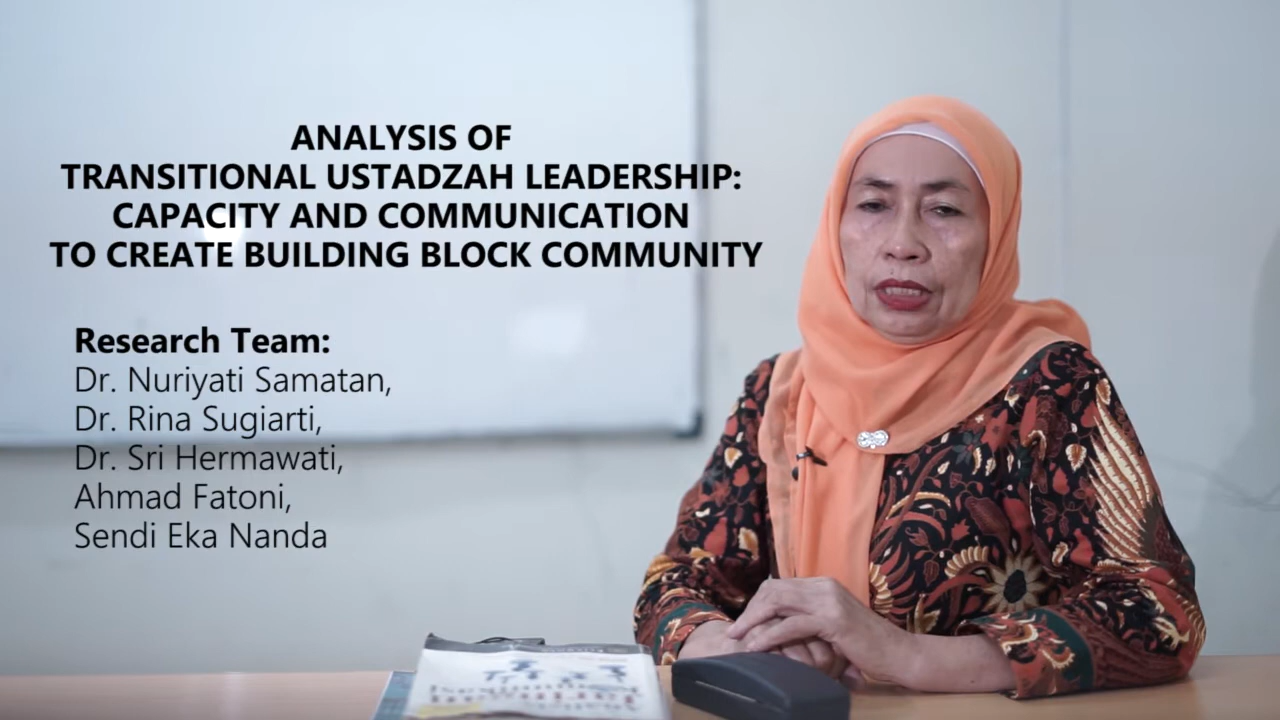 ANALYSIS OF
TRANSITIONAL USTADZAH LEADERSHIP:
CAPACITY AND COMMUNICATION
TO CREATE BUILDING BLOCK COMMUNITY
Research Team:
Dr. Nuriyati Samatan,
Dr. Rina Sugiarti,
Dr. Sri Hermawati,
Ahmad Fatoni,
Sendi Eka Nanda